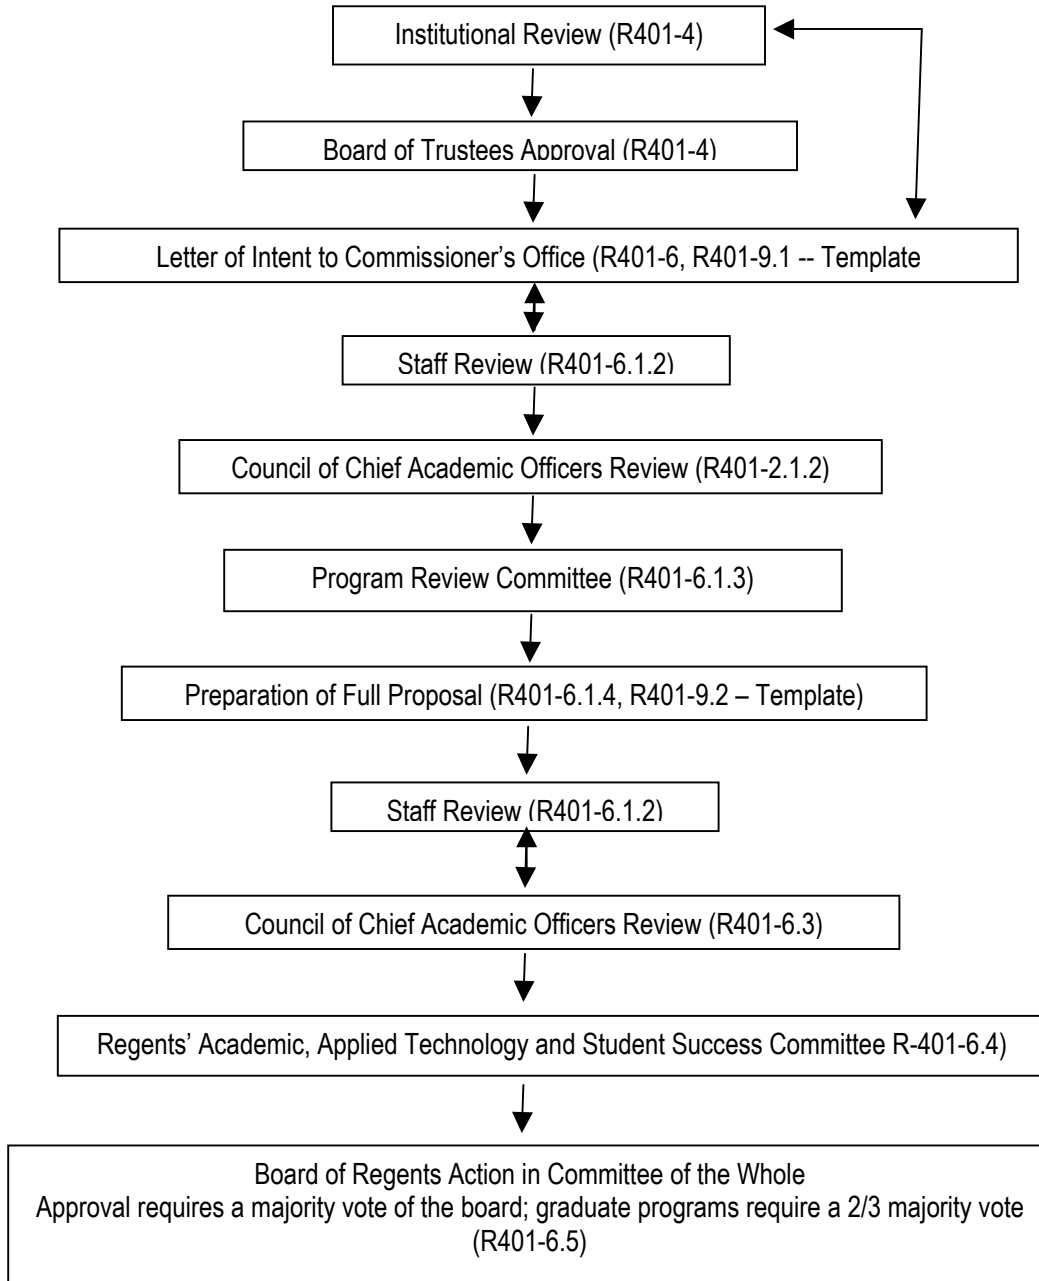 Institutional Review (R401-4)
Board of Trustees Approval (R401-4)
Letter of Intent to Commissioner’s Office (R401-6, R401-9.1 -- Template
Staff Review (R401-6.1.2)
Council of Chief Academic Officers Review (R401-2.1.2)
Program Review Committee (R401-6.1.3)
Preparation of Full Proposal (R401-6.1.4, R401-9.2 – Template)
Staff Review (R401-6.1.2)
Council of Chief Academic Officers Review (R401-6.3)
Regents’ Academic, Applied Technology and Student Success Committee R-401-6.4)
Board of Regents Action in Committee of the Whole
Approval requires a majority vote of the board; graduate programs require a 2/3 majority vote
(R401-6.5)